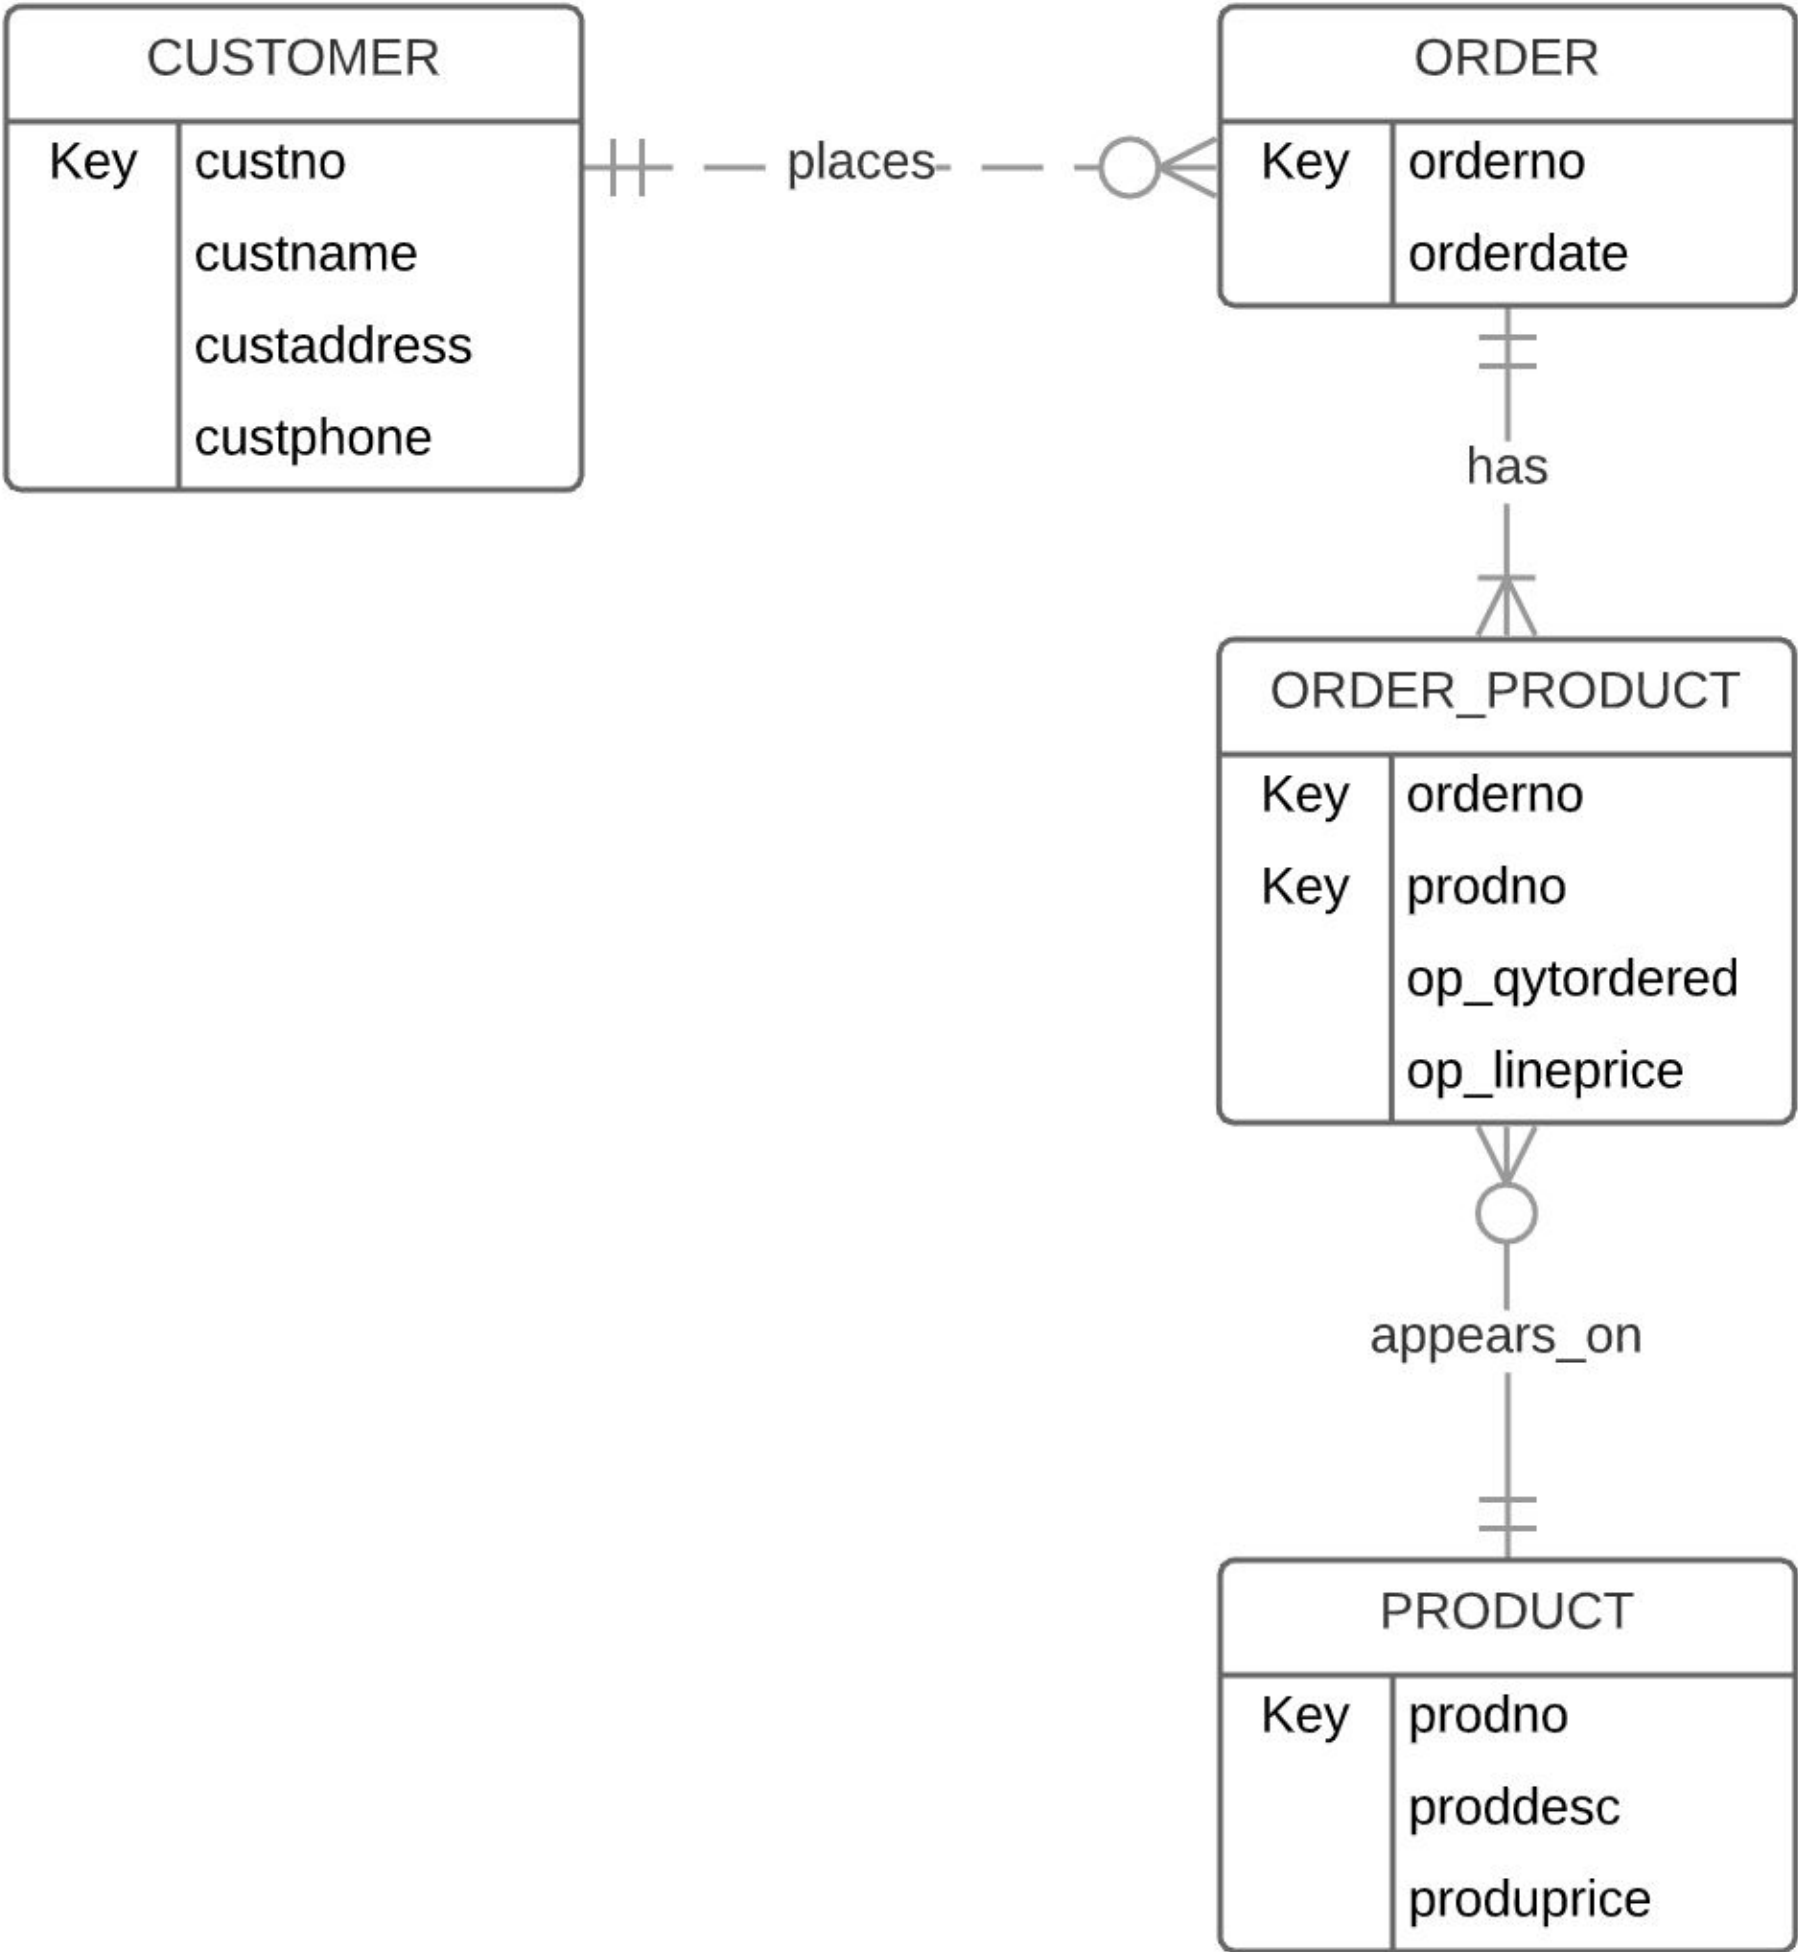 CUSTOMER
Key custno
custname
custaddress
custphone
places
ORDER
Key orderno
orderdate
has
ORDER_PRODUCT
Key orderno
Key prodno
op_qytordered
op_lineprice
appears_on
PRODUCT
Key prodno
proddesc
produprice